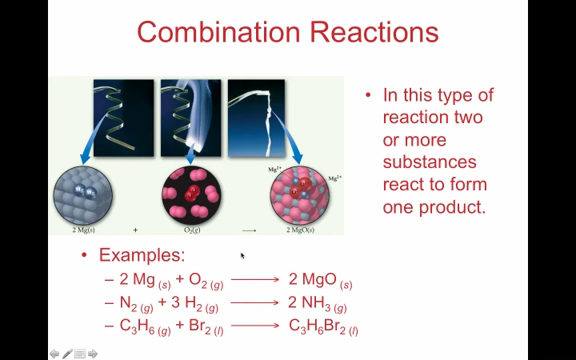 Combination Reactions
• In this type of
reaction two
or more
substances
react to form
one product.
Mg²⁺
Mg²⁺
2 Mg(s) + O₂(g) ⟶ 2 MgO(s)
• Examples:
– 2 Mg (s) + O₂ (g) ⟶ 2 MgO (s)
– N₂ (g) + 3 H₂ (g) ⟶ 2 NH₃ (g)
– C₃H₆ (g) + Br₂ (l) ⟶ C₃H₆Br₂ (l)